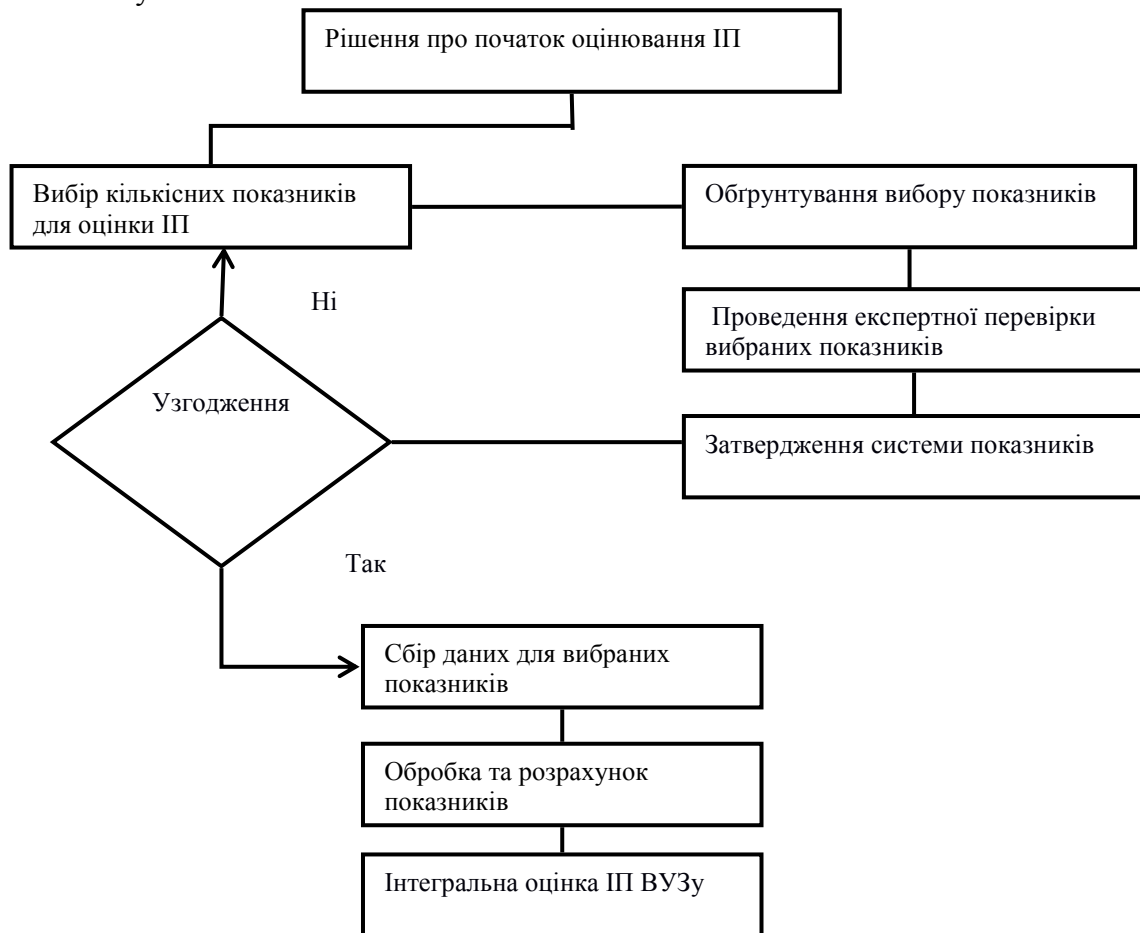 у
Рішення про початок оцінювання ІП
Вибір кількісних показників
для оцінки ІП
Обґрунтування вибору показників
Ні
Проведення експертної перевірки
вибраних показників
Узгодження
Затвердження системи показників
Так
Сбір даних для вибраних
показників
Обробка та розрахунок
показників
Інтегральна оцінка ІП ВУЗу